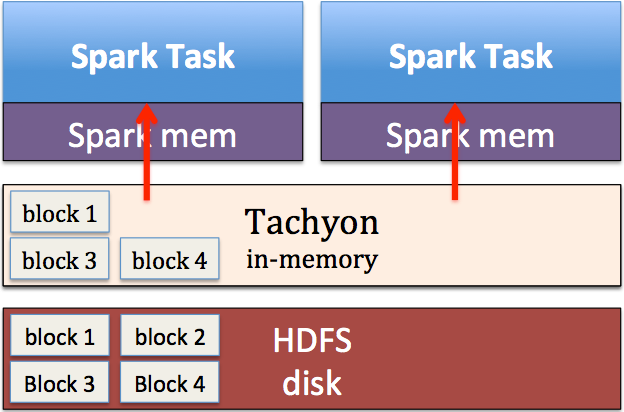 Spark Task
Spark Task
Spark mem
Spark mem
block 1
block 3
block 4
Tachyon
in-memory
block 1
block 2
Block 3
Block 4
HDFS
disk